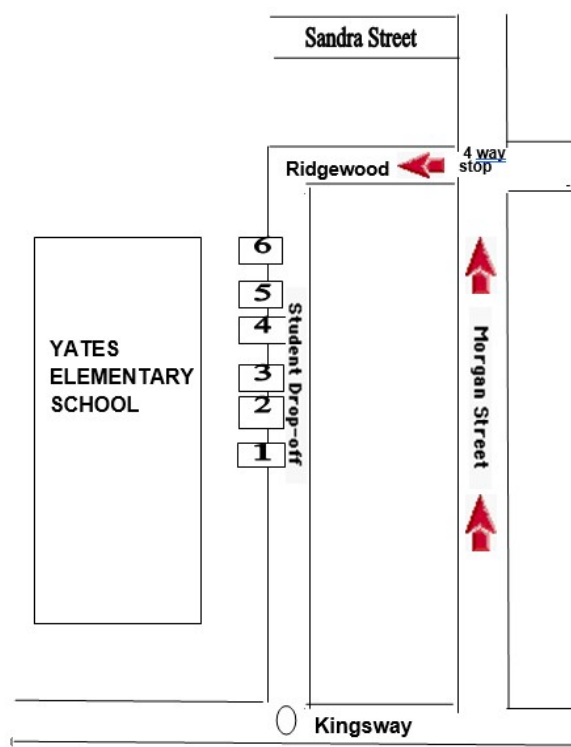 Sandra Street
4 way
stop
Ridgewood
6
5
4
3
2
1
Student Drop-off
Morgan Street
YATES
ELEMENTARY
SCHOOL
Kingsway